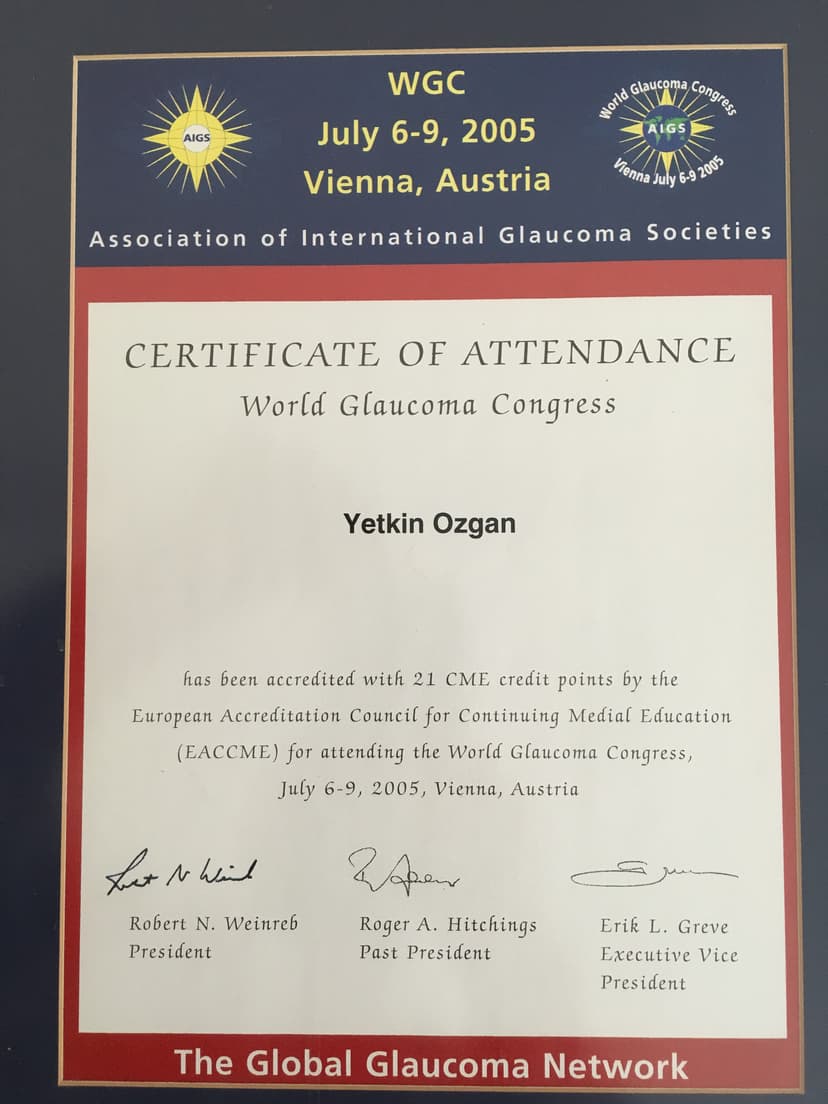 AIGS
WGC
July 6-9, 2005
Vienna, Austria
World Glaucoma Congress
AIGS
Vienna July 6-9 2005
Association of International Glaucoma Societies
CERTIFICATE OF ATTENDANCE
World Glaucoma Congress
Yetkin Ozgan
has been accredited with 21 CME credit points by the
European Accreditation Council for Continuing Medial Education
(EACCME) for attending the World Glaucoma Congress,
July 6-9, 2005, Vienna, Austria
Robert N. Weinreb
President
Roger A. Hitchings
Past President
Erik L. Greve
Executive Vice
President
The Global Glaucoma Network